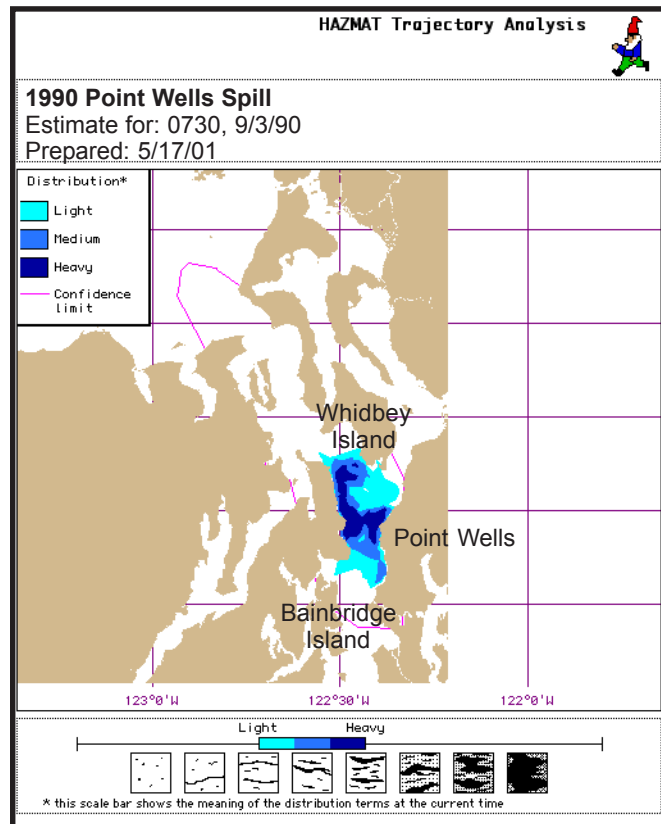 HAZMAT Trajectory Analysis
1990 Point Wells Spill
Estimate for: 0730, 9/3/90
Prepared: 5/17/01
Distribution*
Light
Medium
Heavy
Confidence
limit
Whidbey
Island
Point Wells
Bainbridge
Island
123°0'W
122°30'W
122°0'W
Light Heavy
* this scale bar shows the meaning of the distribution terms at the current time